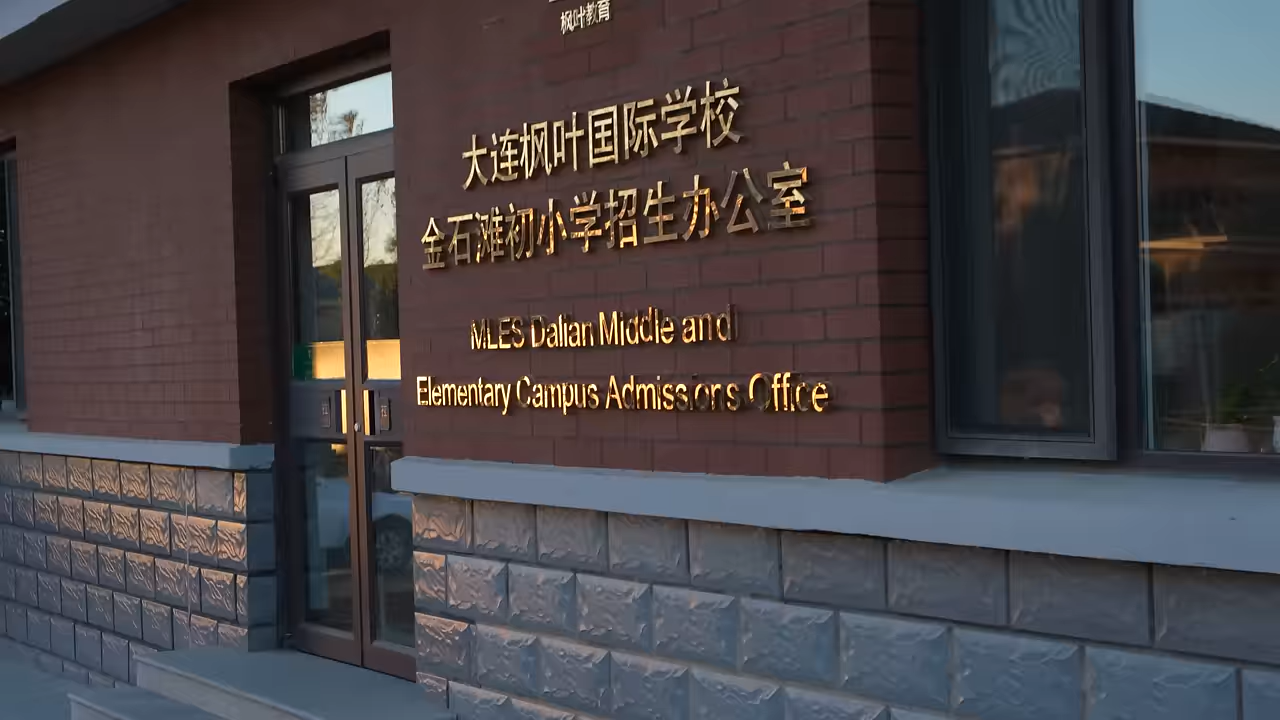 枫叶教育
大连枫叶国际学校
金石滩初小学招生办公室
MLES Dalian Middle and
Elementary Campus Admissions Office